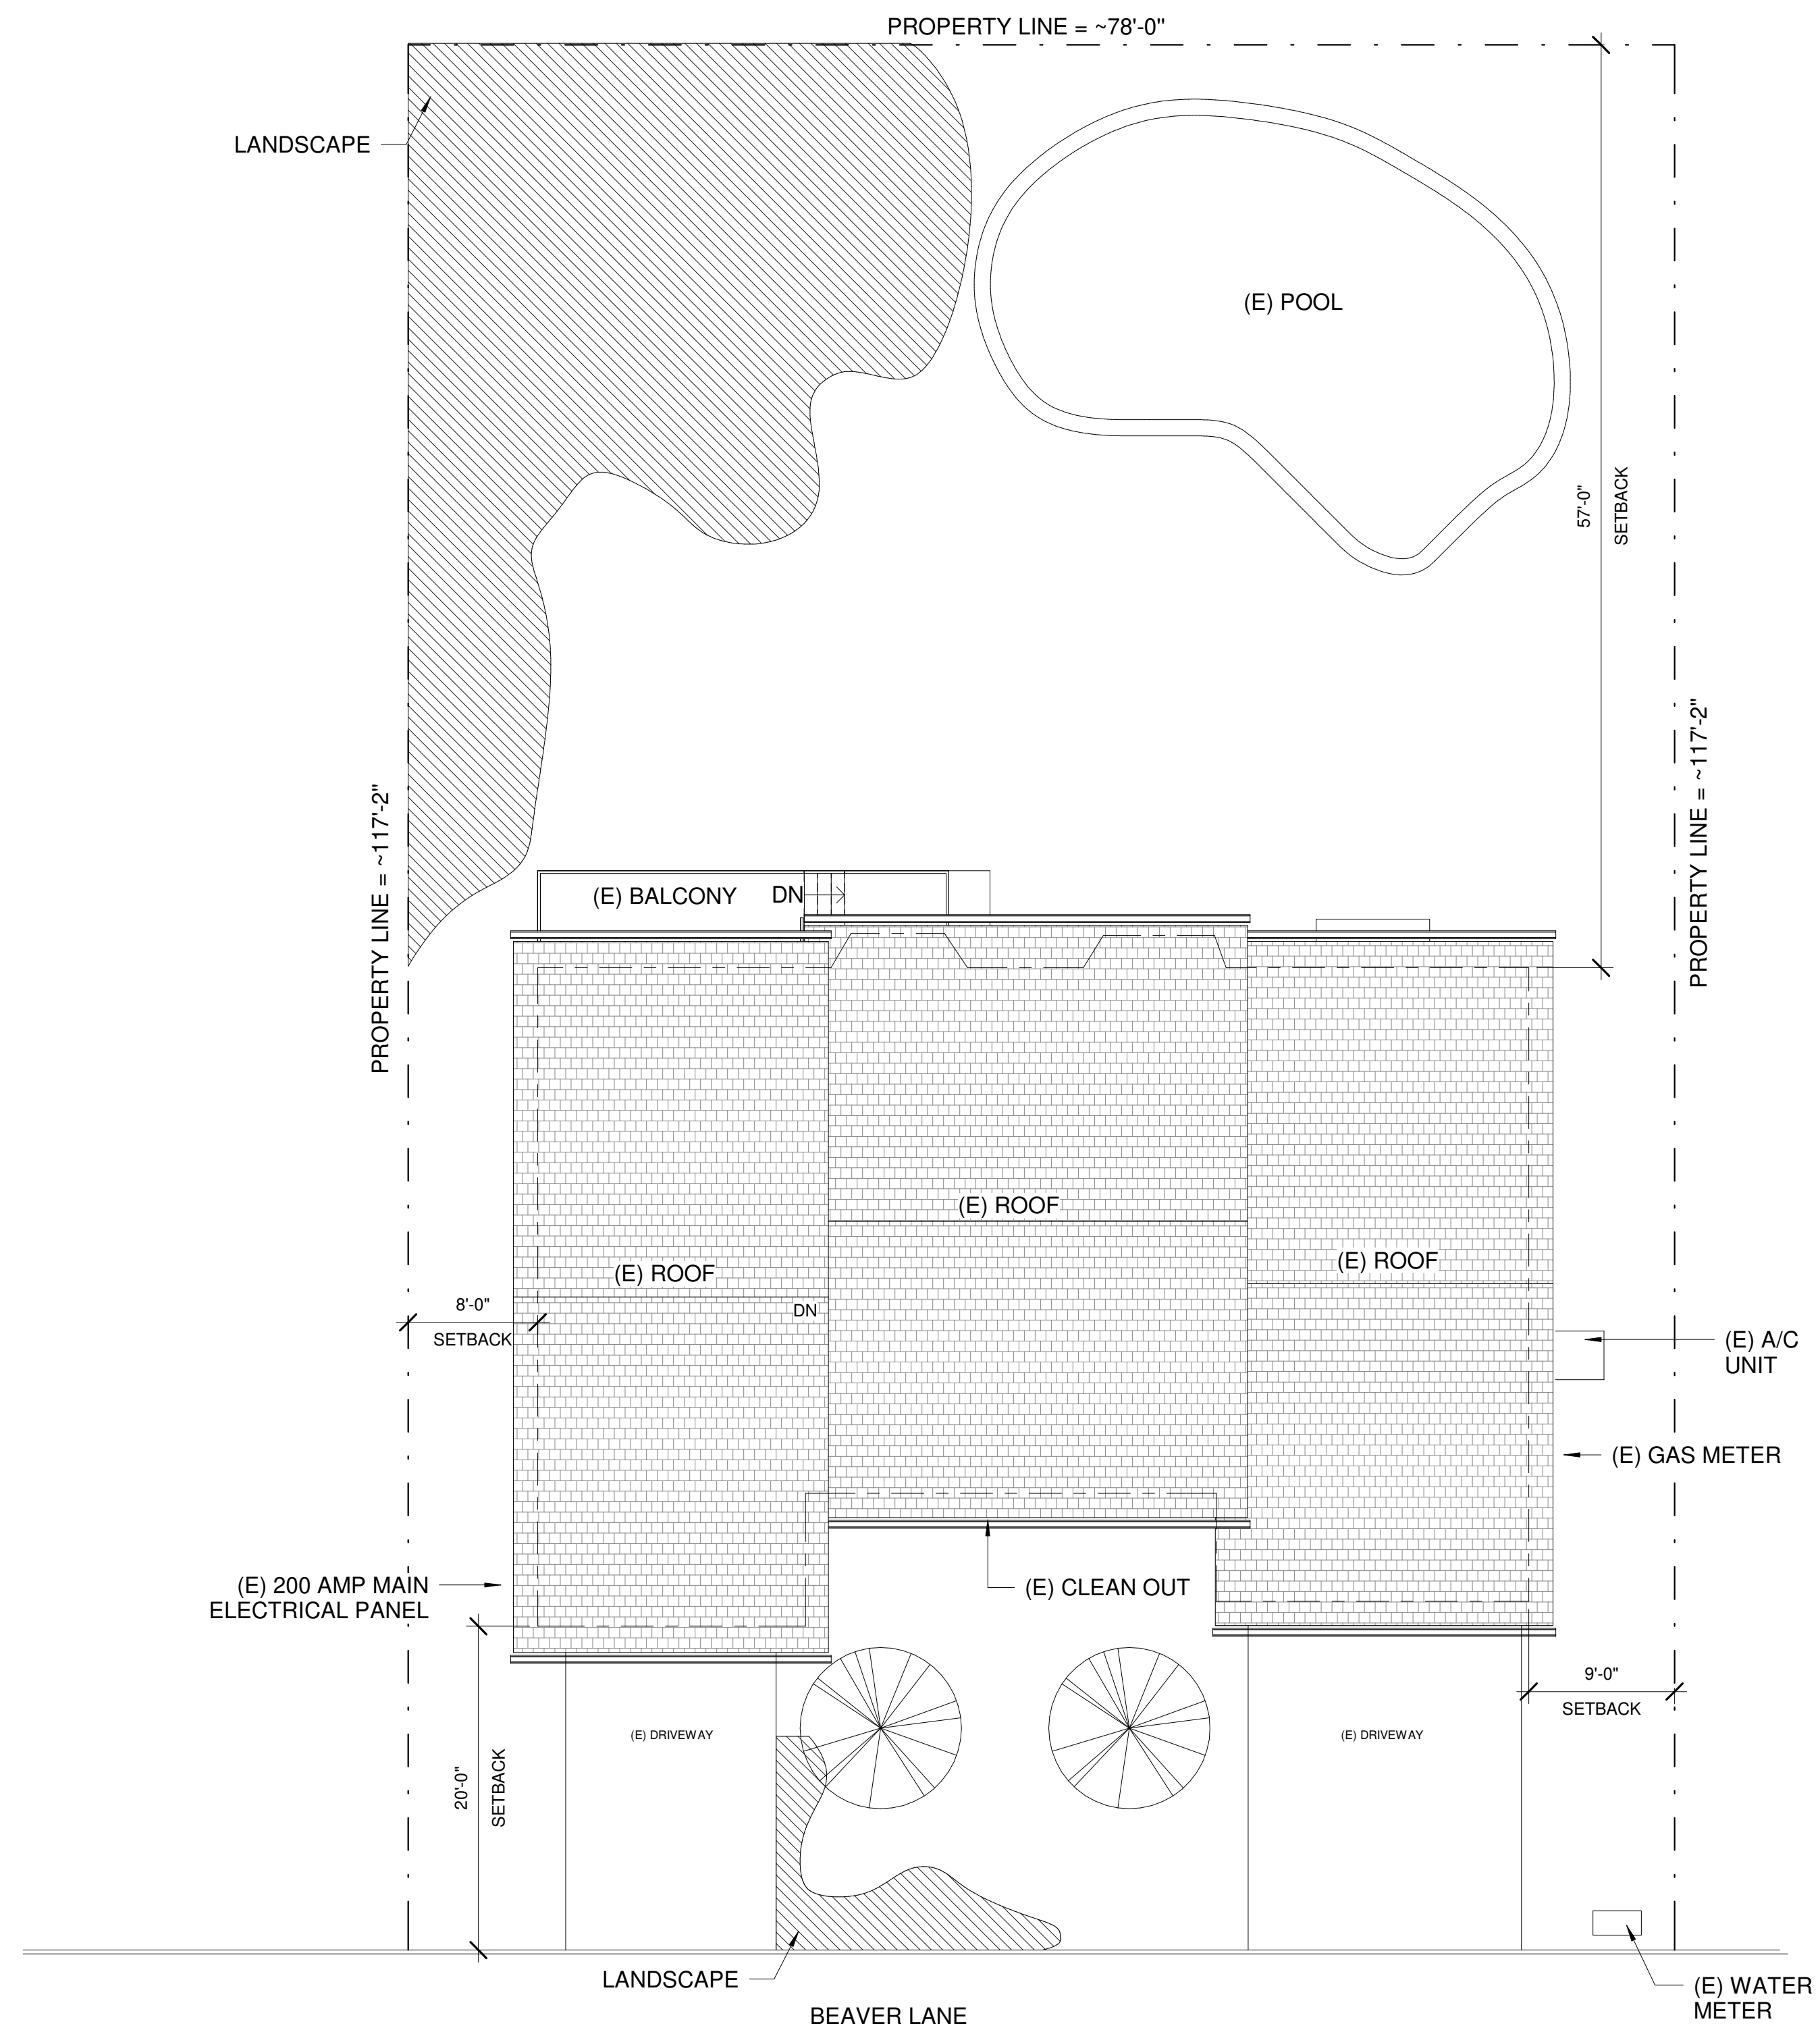 PROPERTY LINE = ~78'-0"
LANDSCAPE
(E) POOL
57'-0"
SETBACK
PROPERTY LINE = ~117'-2"
PROPERTY LINE = ~117'-2"
(E) BALCONY
DN
(E) ROOF
(E) ROOF
(E) ROOF
DN
8'-0"
SETBACK
(E) A/C
UNIT
(E) GAS METER
(E) 200 AMP MAIN
ELECTRICAL PANEL
(E) CLEAN OUT
9'-0"
SETBACK
(E) DRIVEWAY
(E) DRIVEWAY
20'-0"
SETBACK
LANDSCAPE
(E) WATER
METER
BEAVER LANE